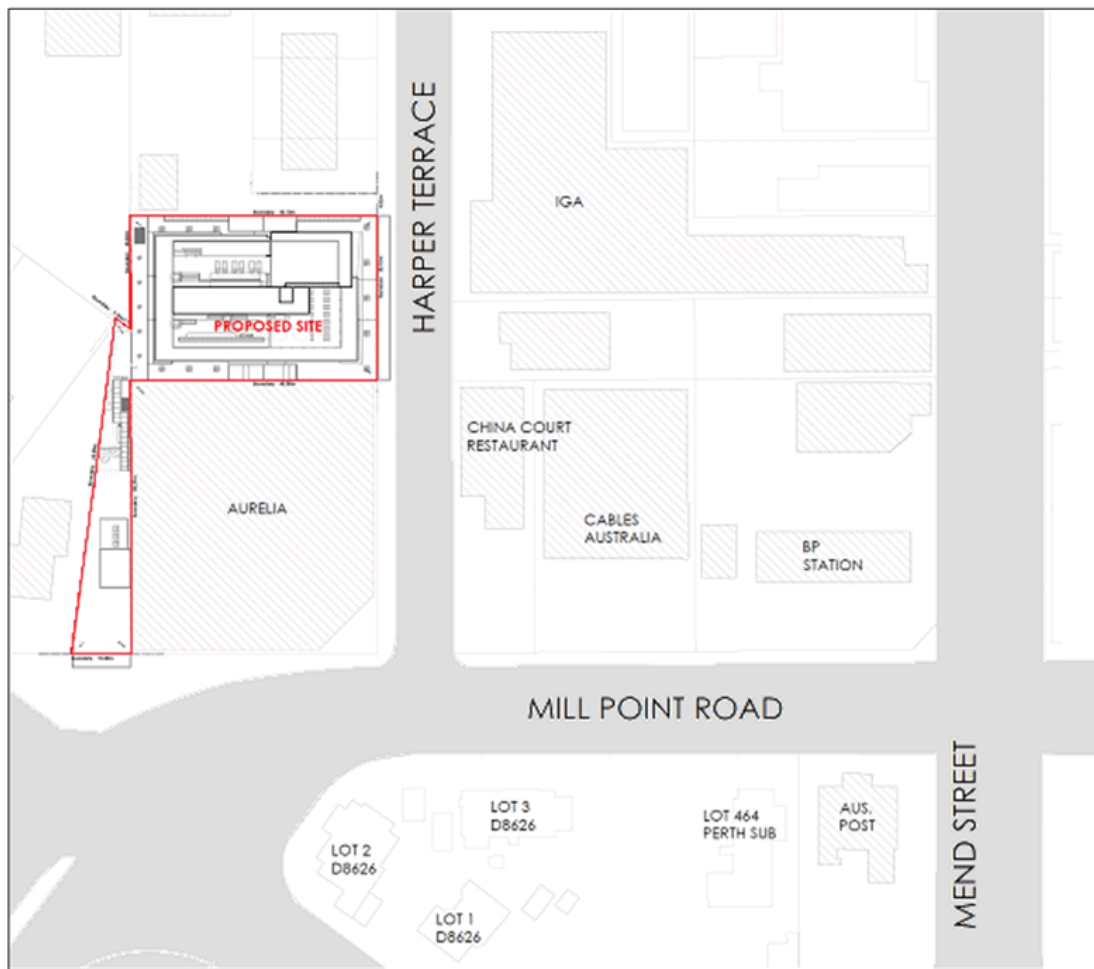 HARPER TERRACE
IGA
PROPOSED SITE
CHINA COURT
RESTAURANT
AURELIA
CABLES
AUSTRALIA
BP
STATION
MILL POINT ROAD
MEND STREET
LOT 3
D8626
LOT 464
PERTH SUB
AUS.
POST
LOT 2
D8626
LOT 1
D8626